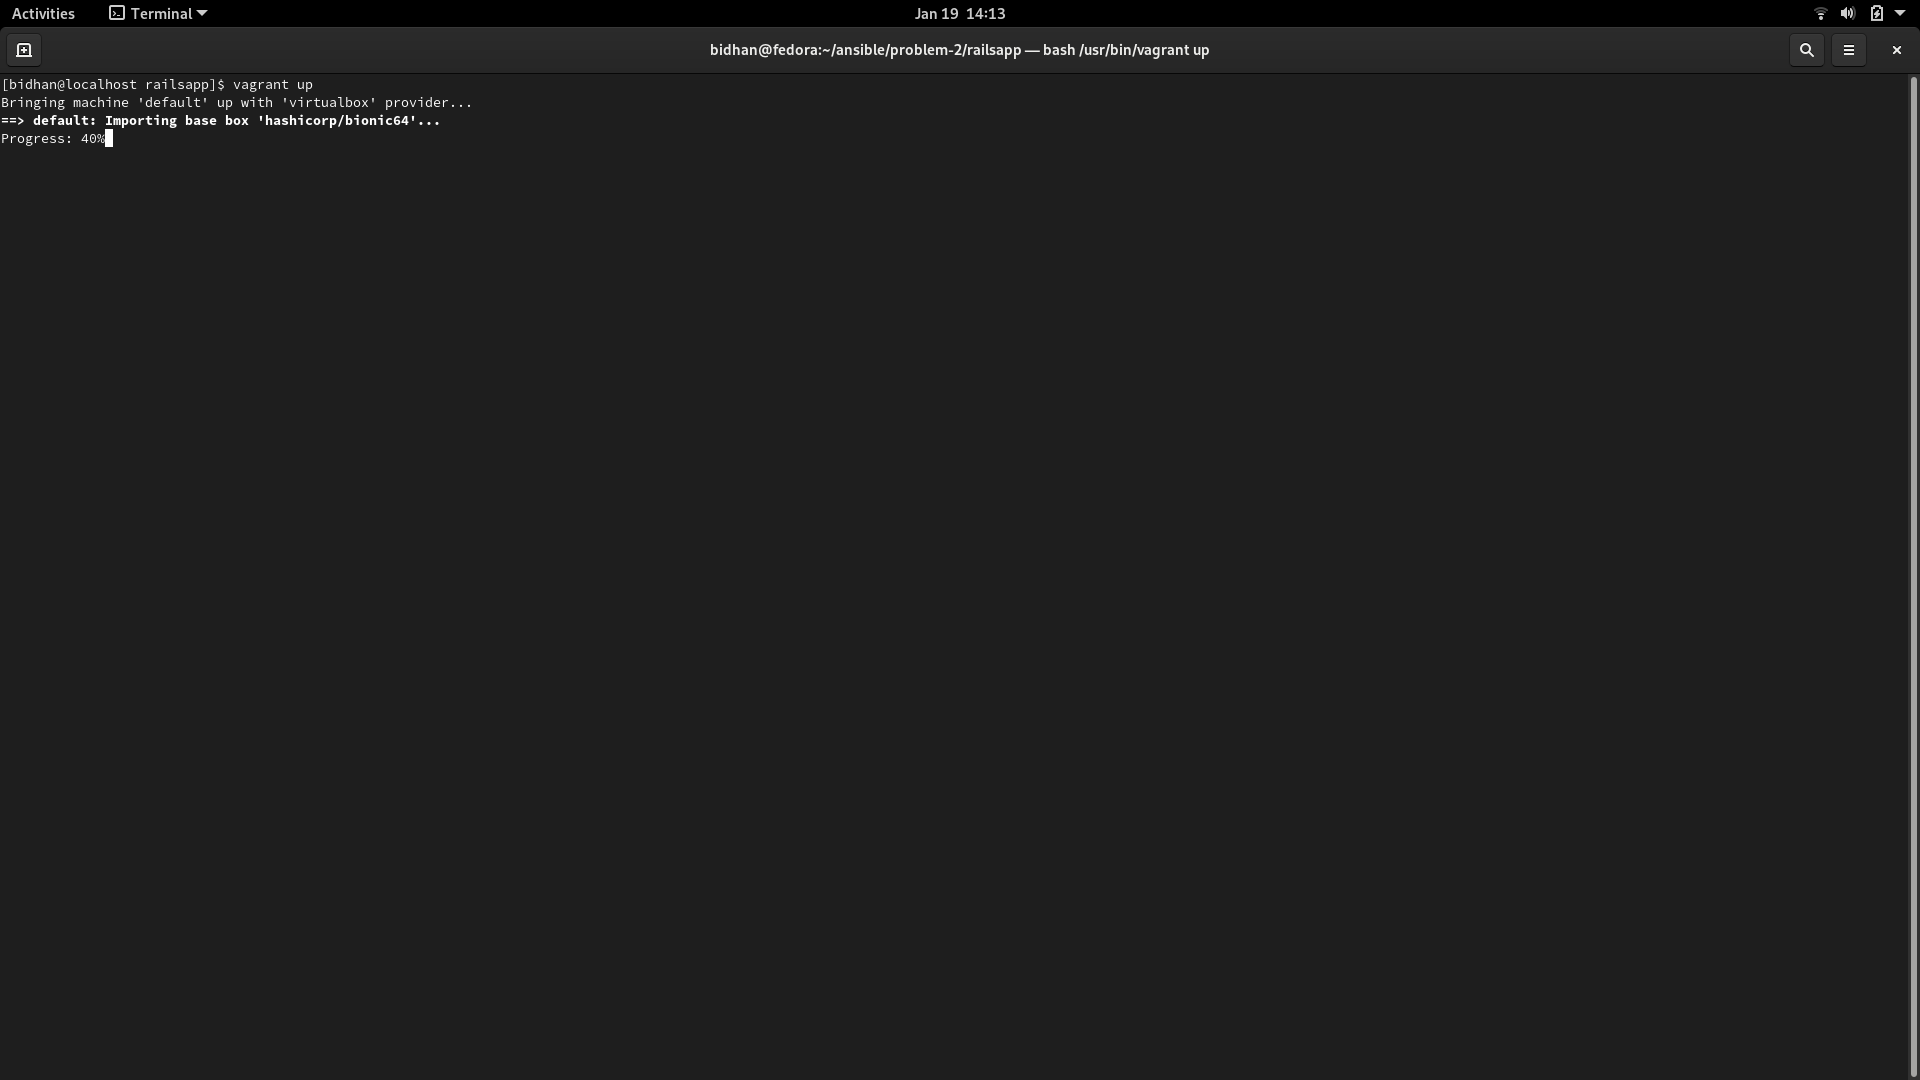 Activities Terminal Jan 19 14:13
bidhan@fedora:~/ansible/problem-2/railsapp — bash /usr/bin/vagrant up
[bidhan@localhost railsapp]$ vagrant up
Bringing machine 'default' up with 'virtualbox' provider...
==> default: Importing base box 'hashicorp/bionic64'...
Progress: 40%